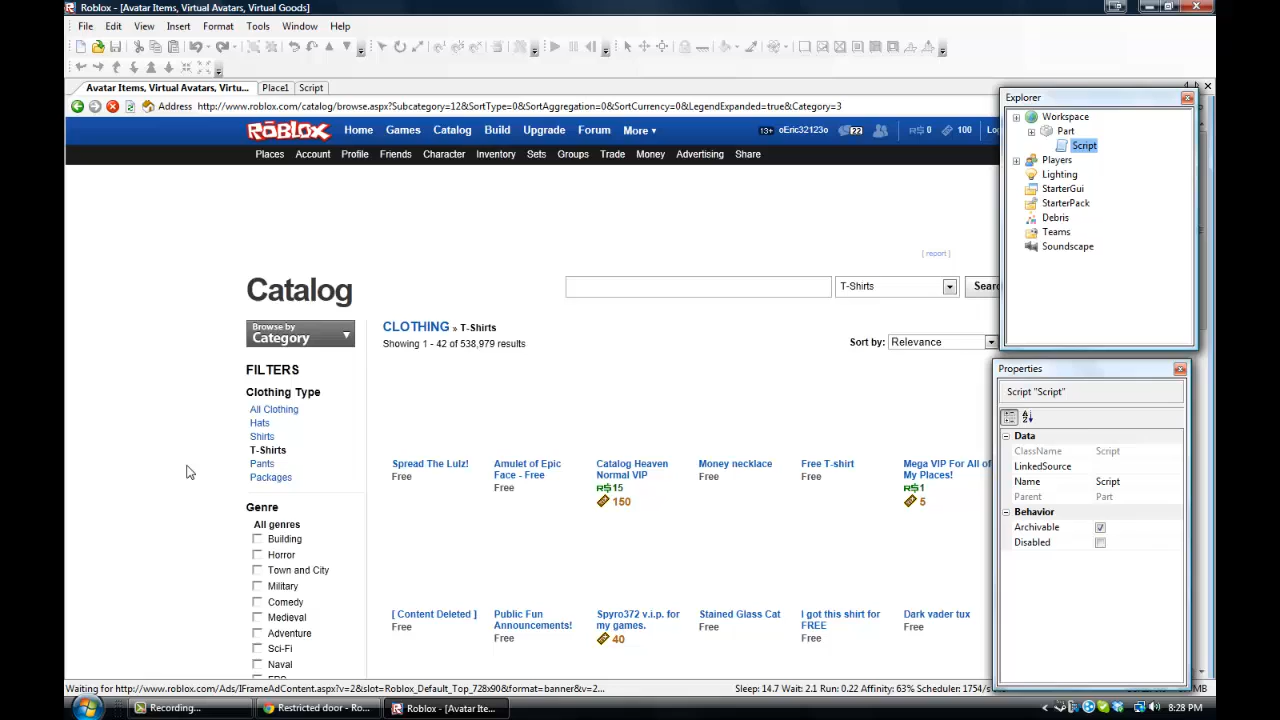 Roblox - [Avatar Items, Virtual Avatars, Virtual Goods]
File Edit View Insert Format Tools Window Help
Avatar Items, Virtual Avatars, Virtu... Place1 Script
Address http://www.roblox.com/catalog/browse.aspx?Subcategory=12&SortType=0&SortAggregation=0&SortCurrency=0&LegendExpanded=true&Category=3
ROBLOX Home Games Catalog Build Upgrade Forum More 13+ oEric32123o 22 R$ 0 100
Places Account Profile Friends Character Inventory Sets Groups Trade Money Advertising Share
[ report ]
Catalog T-Shirts
Browse by
Category
CLOTHING » T-Shirts
Showing 1 - 42 of 538,979 results
Sort by: Relevance
FILTERS
Clothing Type
All Clothing
Hats
Shirts
T-Shirts
Pants
Packages
Genre
All genres
Building
Horror
Town and City
Military
Comedy
Medieval
Adventure
Sci-Fi
Naval
Spread The Lulz!
Free
Amulet of Epic
Face - Free
Free
Catalog Heaven
Normal VIP
R$15
150
Money necklace
Free
Free T-shirt
Free
Mega VIP For All of
My Places!
R$1
5
[ Content Deleted ]
Free
Public Fun
Announcements!
Free
Spyro372 v.i.p. for
my games.
40
Stained Glass Cat
Free
I got this shirt for
FREE
Free
Dark vader tux
Free
Explorer
Workspace
Part
Script
Players
Lighting
StarterGui
StarterPack
Debris
Teams
Soundscape
Properties
Script "Script"
Data
ClassName Script
LinkedSource
Name Script
Parent Part
Behavior
Archivable
Disabled
Waiting for http://www.roblox.com/Ads/IFrameAdContent.aspx?v=2&slot=Roblox_Default_Top_728x90&format=banner&v=2... Sleep: 14.7 Wait: 2.1 Run: 0.22 Affinity: 63% Scheduler: 1754/s
Recording... Restricted door - Ro... Roblox - [Avatar Ite... 8:28 PM